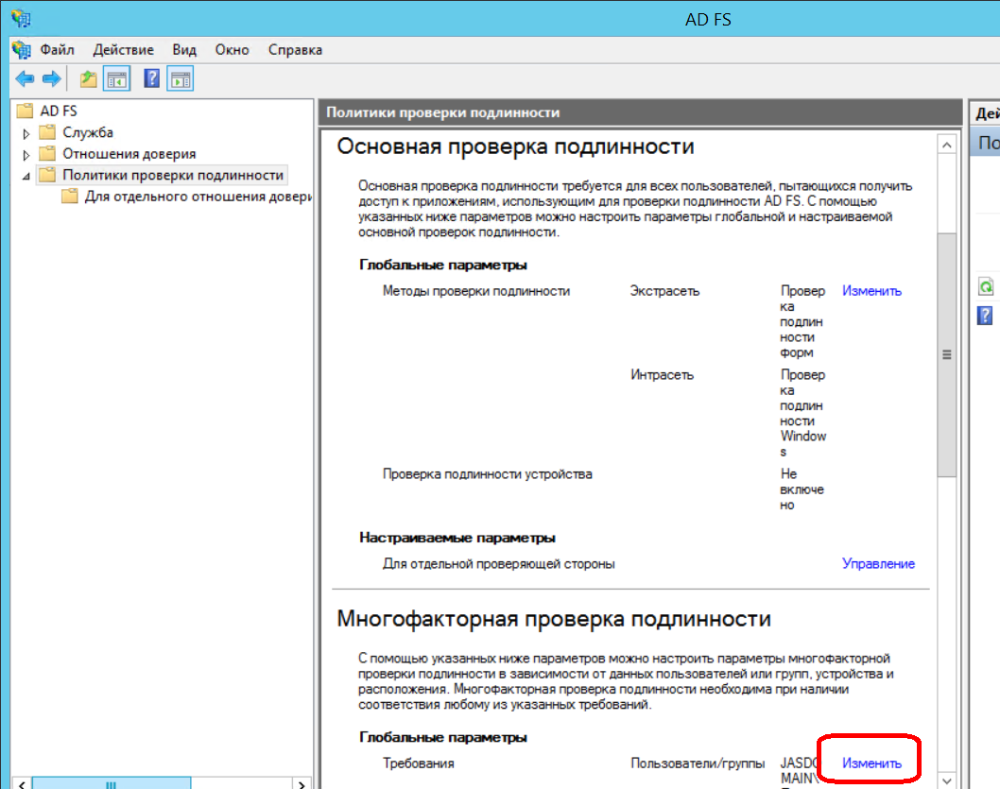 AD FS
Файл Действие Вид Окно Справка
AD FS
Служба
Отношения доверия
Политики проверки подлинности
Для отдельного отношения довери
Политики проверки подлинности
Основная проверка подлинности
Основная проверка подлинности требуется для всех пользователей, пытающихся получить
доступ к приложениям, использующим для проверки подлинности AD FS. С помощью
указанных ниже параметров можно настроить параметры глобальной и настраиваемой
основной проверок подлинности.
Глобальные параметры
Методы проверки подлинности Экстрасеть Провер Изменить
ка
подлин
ности
форм
Интрасеть Провер
ка
подлин
ности
Window
s
Проверка подлинности устройства Не
включе
но
Настраиваемые параметры
Для отдельной проверяющей стороны Управление
Многофакторная проверка подлинности
С помощью указанных ниже параметров можно настроить параметры многофакторной
проверки подлинности в зависимости от данных пользователей или групп, устройства и
расположения. Многофакторная проверка подлинности необходима при наличии
соответствия любому из указанных требований.
Глобальные параметры
Требования Пользователи/группы JASDO Изменить
MAIN\
Дей
По